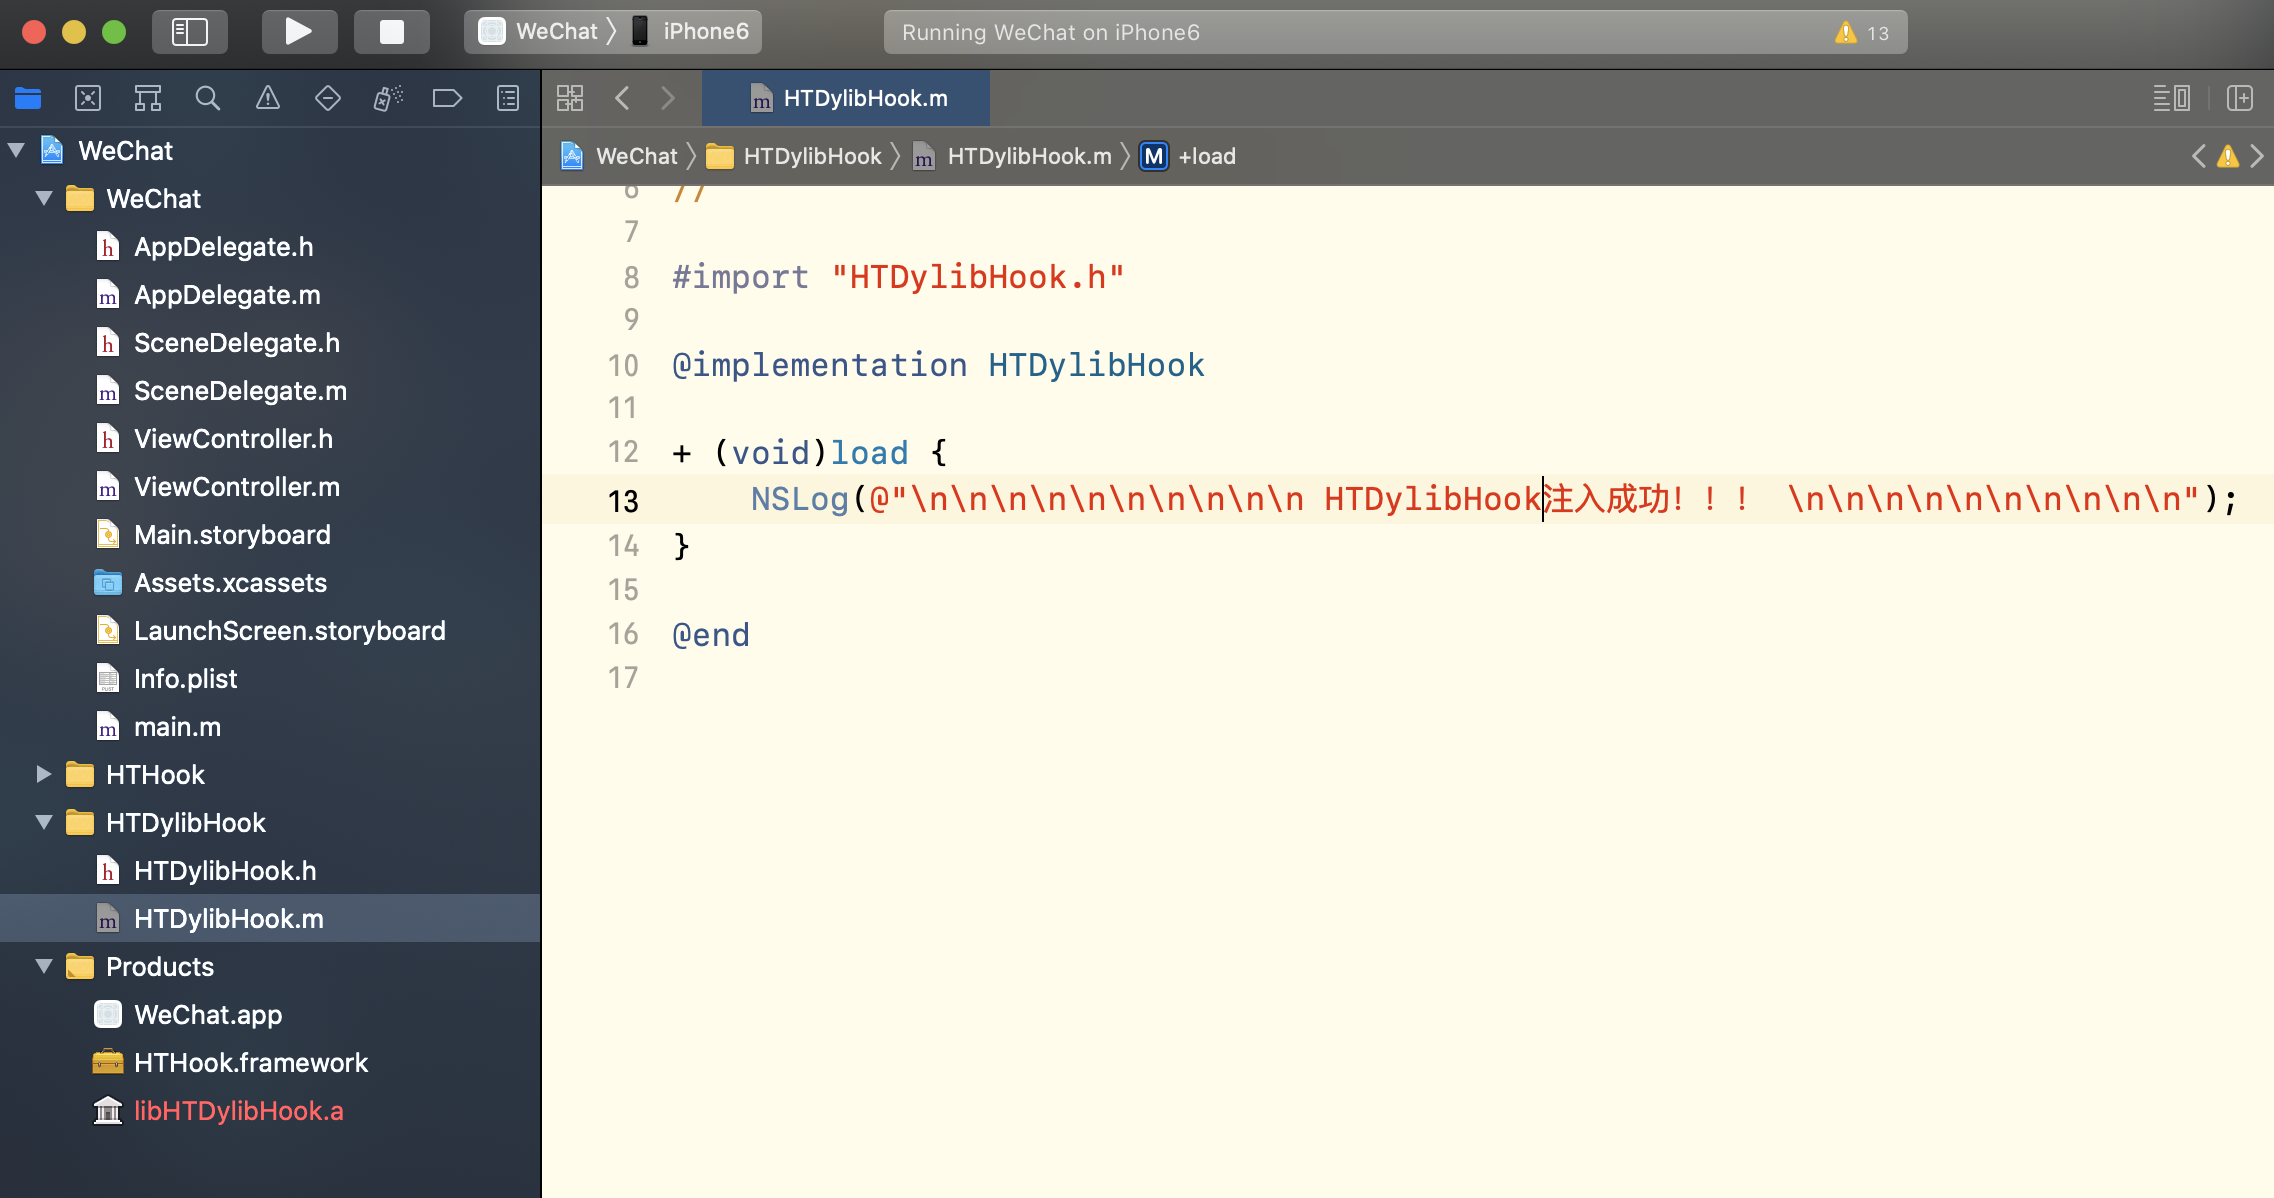 WeChat 〉 iPhone6
Running WeChat on iPhone6
13
HTDylibHook.m
WeChat 〉 HTDylibHook 〉 HTDylibHook.m 〉 M +load
WeChat
WeChat
AppDelegate.h
AppDelegate.m
SceneDelegate.h
SceneDelegate.m
ViewController.h
ViewController.m
Main.storyboard
Assets.xcassets
LaunchScreen.storyboard
Info.plist
main.m
HTHook
HTDylibHook
HTDylibHook.h
HTDylibHook.m
Products
WeChat.app
HTHook.framework
libHTDylibHook.a
6 //
7
8 #import "HTDylibHook.h"
9
10 @implementation HTDylibHook
11
12 + (void)load {
13 NSLog(@"\n\n\n\n\n\n\n\n\n\n HTDylibHook注入成功！！！ \n\n\n\n\n\n\n\n\n\n");
14 }
15
16 @end
17